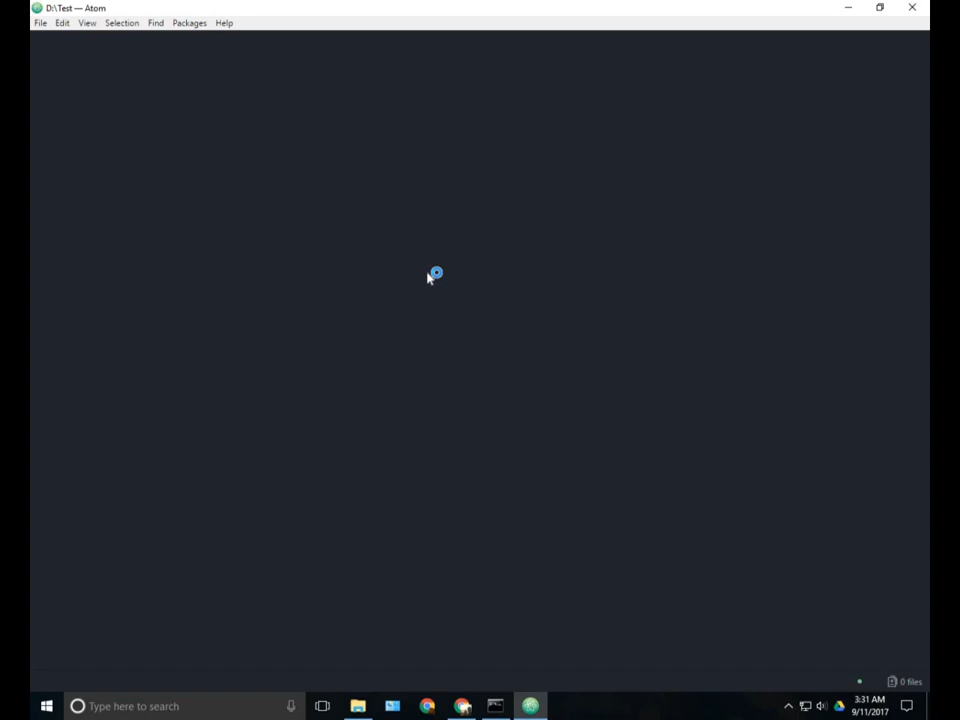 D:\Test — Atom
File Edit View Selection Find Packages Help
0 files
Type here to search
3:31 AM
9/11/2017